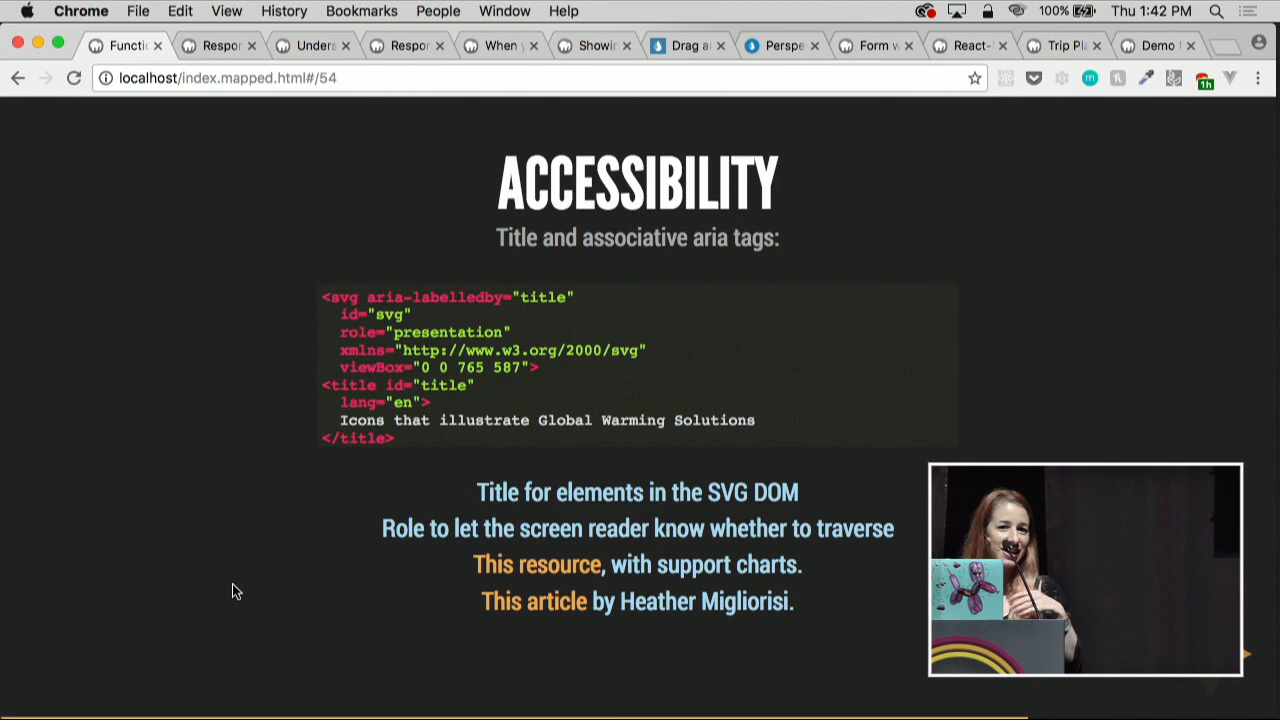 Chrome File Edit View History Bookmarks People Window Help 100% Thu 1:42 PM
Functi Respor Unders Respor When y Showin Drag a Perspe Form w React- Trip Pla Demo
localhost/index.mapped.html#/54
1h
ACCESSIBILITY
Title and associative aria tags:
<svg aria-labelledby="title"
id="svg"
role="presentation"
xmlns="http://www.w3.org/2000/svg"
viewBox="0 0 765 587">
<title id="title"
lang="en">
Icons that illustrate Global Warming Solutions
</title>
Title for elements in the SVG DOM
Role to let the screen reader know whether to traverse
This resource, with support charts.
This article by Heather Migliorisi.